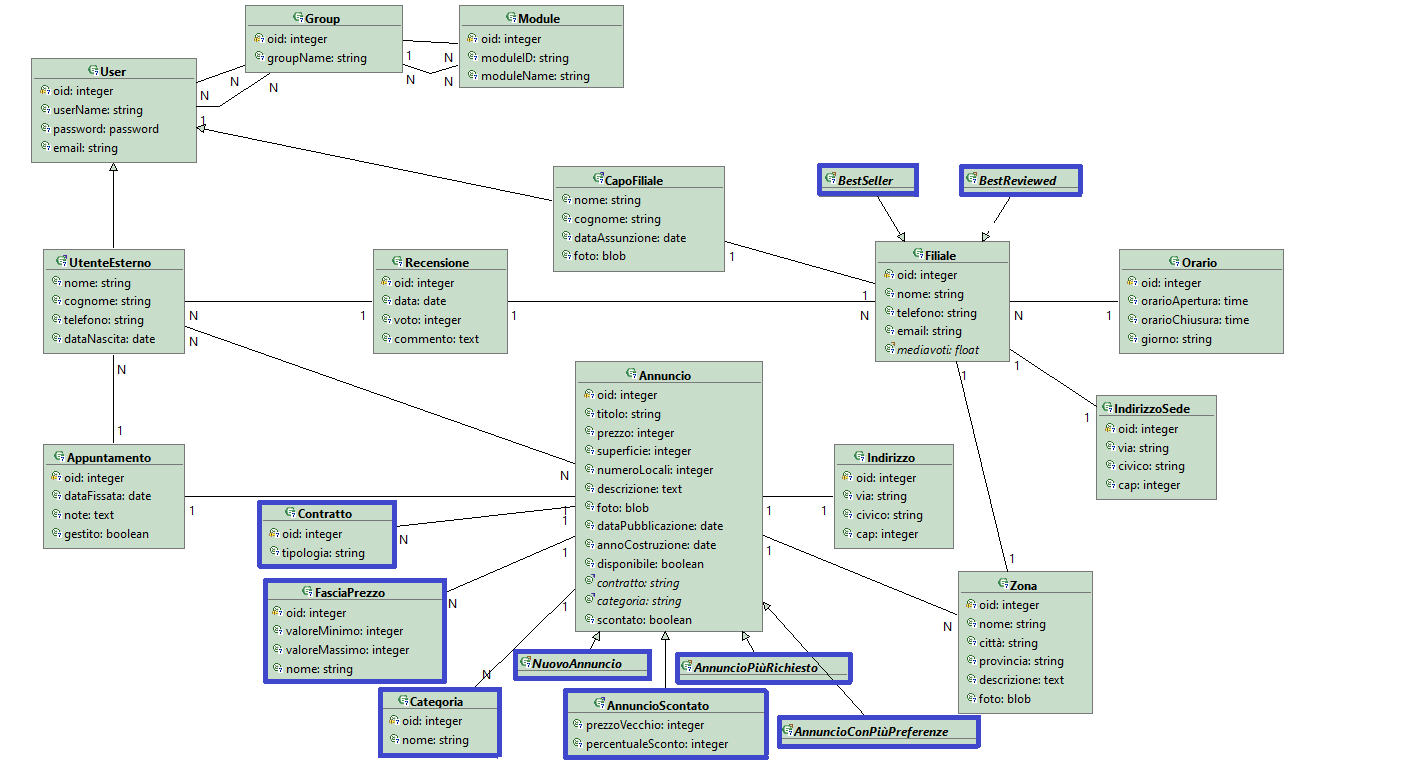 Group
oid: integer
groupName: string
Module
oid: integer
moduleID: string
moduleName: string
1
N
N
N
User
oid: integer
userName: string
password: password
email: string
N
N
N
1
CapoFiliale
nome: string
cognome: string
dataAssunzione: date
foto: blob
1
1
BestSeller
BestReviewed
UtenteEsterno
nome: string
cognome: string
telefono: string
dataNascita: date
N
1
N
N
1
Recensione
oid: integer
data: date
voto: integer
commento: text
1
N
Filiale
oid: integer
nome: string
telefono: string
email: string
mediavoti: float
N
1
1
1
1
1
Orario
oid: integer
orarioApertura: time
orarioChiusura: time
giorno: string
IndirizzoSede
oid: integer
via: string
civico: string
cap: integer
Annuncio
oid: integer
titolo: string
prezzo: integer
superficie: integer
numeroLocali: integer
descrizione: text
foto: blob
dataPubblicazione: date
annoCostruzione: date
disponibile: boolean
contratto: string
categoria: string
scontato: boolean
N
1
1
1
1
1
1
1
N
Indirizzo
oid: integer
via: string
civico: string
cap: integer
Appuntamento
oid: integer
dataFissata: date
note: text
gestito: boolean
1
Contratto
oid: integer
tipologia: string
N
FasciaPrezzo
oid: integer
valoreMinimo: integer
valoreMassimo: integer
nome: string
N
Categoria
oid: integer
nome: string
N
NuovoAnnuncio
AnnuncioPiùRichiesto
AnnuncioScontato
prezzoVecchio: integer
percentualeSconto: integer
AnnuncioConPiùPreferenze
Zona
oid: integer
nome: string
città: string
provincia: string
descrizione: text
foto: blob